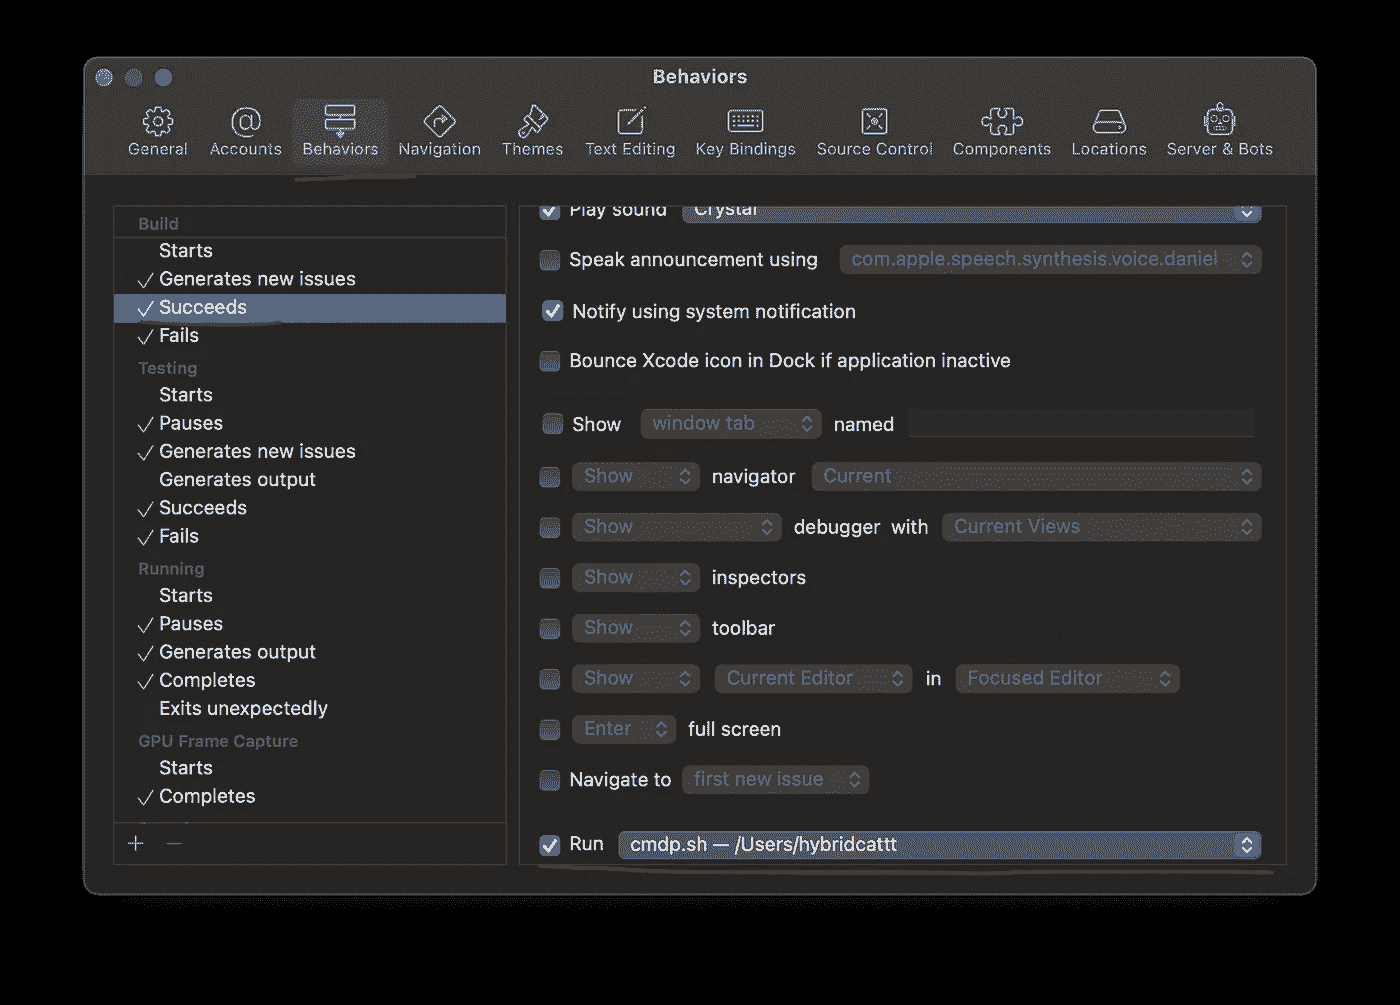 Behaviors
General Accounts Behaviors Navigation Themes Text Editing Key Bindings Source Control Components Locations Server & Bots
Build
Starts
Generates new issues
Succeeds
Fails
Testing
Starts
Pauses
Generates new issues
Generates output
Succeeds
Fails
Running
Starts
Pauses
Generates output
Completes
Exits unexpectedly
GPU Frame Capture
Starts
Completes
Play sound Crystal
Speak announcement using com.apple.speech.synthesis.voice.daniel
Notify using system notification
Bounce Xcode icon in Dock if application inactive
Show window tab named
Show navigator Current
Show debugger with Current Views
Show inspectors
Show toolbar
Show Current Editor in Focused Editor
Enter full screen
Navigate to first new issue
Run cmdp.sh — /Users/hybridcattt